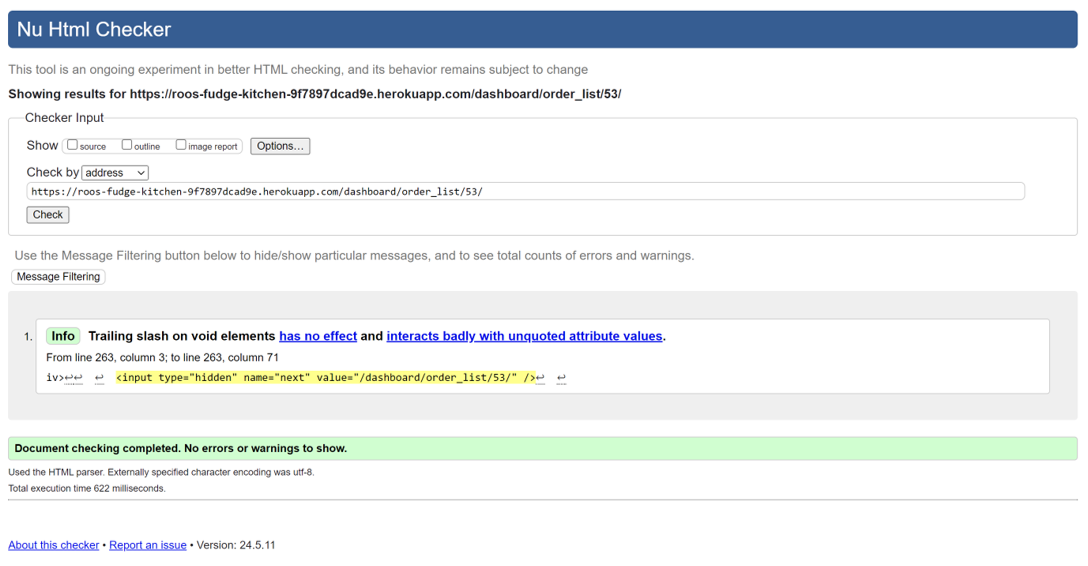 Nu Html Checker
This tool is an ongoing experiment in better HTML checking, and its behavior remains subject to change
Showing results for https://roos-fudge-kitchen-9f7897dcad9e.herokuapp.com/dashboard/order_list/53/
Checker Input
Show source outline image report Options...
Check by address
https://roos-fudge-kitchen-9f7897dcad9e.herokuapp.com/dashboard/order_list/53/
Check
Use the Message Filtering button below to hide/show particular messages, and to see total counts of errors and warnings.
Message Filtering
1. Info Trailing slash on void elements has no effect and interacts badly with unquoted attribute values.
From line 263, column 3; to line 263, column 71
iv>↩↩ ↩ <input type="hidden" name="next" value="/dashboard/order_list/53/" />↩ ↩
Document checking completed. No errors or warnings to show.
Used the HTML parser. Externally specified character encoding was utf-8.
Total execution time 622 milliseconds.
About this checker • Report an issue • Version: 24.5.11